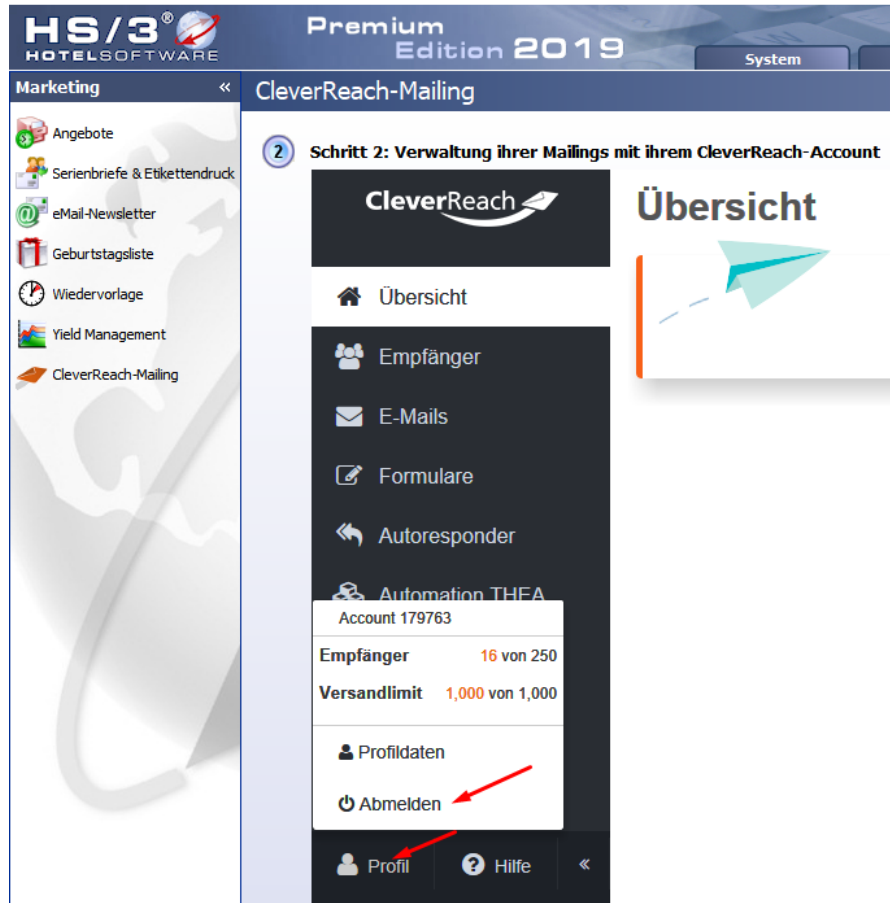 HS/3®
HOTELSOFTWARE
Premium
Edition 2019
System
Marketing «
CleverReach-Mailing
Angebote
Serienbriefe & Etikettendruck
eMail-Newsletter
Geburtstagsliste
Wiedervorlage
Yield Management
CleverReach-Mailing
2 Schritt 2: Verwaltung ihrer Mailings mit ihrem CleverReach-Account
CleverReach
Übersicht
Übersicht
Empfänger
E-Mails
Formulare
Autoresponder
Automation THEA
Account 179763
Empfänger 16 von 250
Versandlimit 1,000 von 1,000
Profildaten
Abmelden
Profil ? Hilfe «